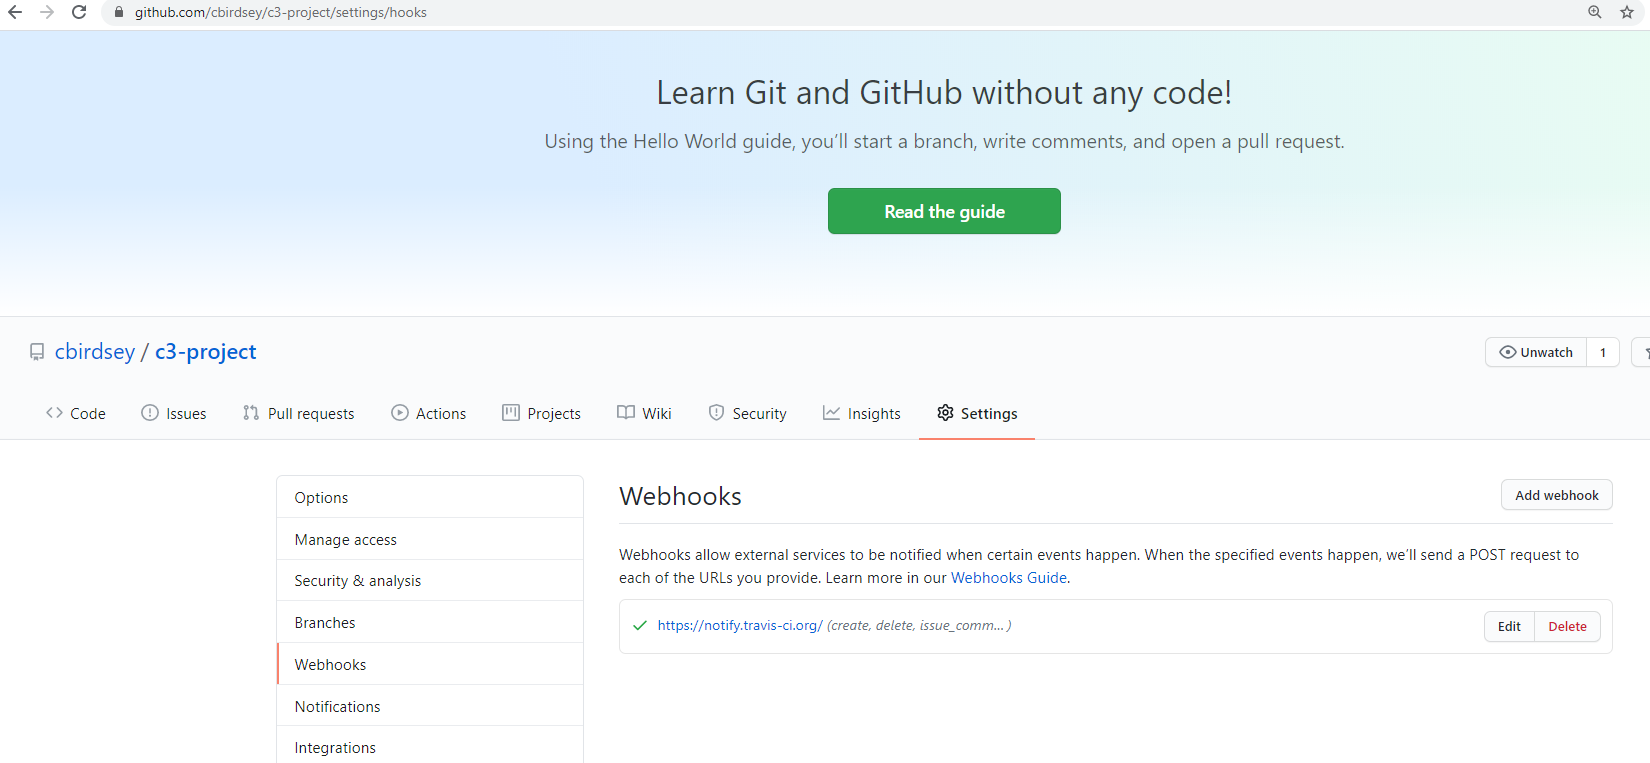 github.com/cbirdsey/c3-project/settings/hooks
Learn Git and GitHub without any code!
Using the Hello World guide, you’ll start a branch, write comments, and open a pull request.
Read the guide
cbirdsey / c3-project
Unwatch 1
Code Issues Pull requests Actions Projects Wiki Security Insights Settings
Options
Manage access
Security & analysis
Branches
Webhooks
Notifications
Integrations
Webhooks
Add webhook
Webhooks allow external services to be notified when certain events happen. When the specified events happen, we’ll send a POST request to
each of the URLs you provide. Learn more in our Webhooks Guide.
https://notify.travis-ci.org/ (create, delete, issue_comm... )
Edit Delete